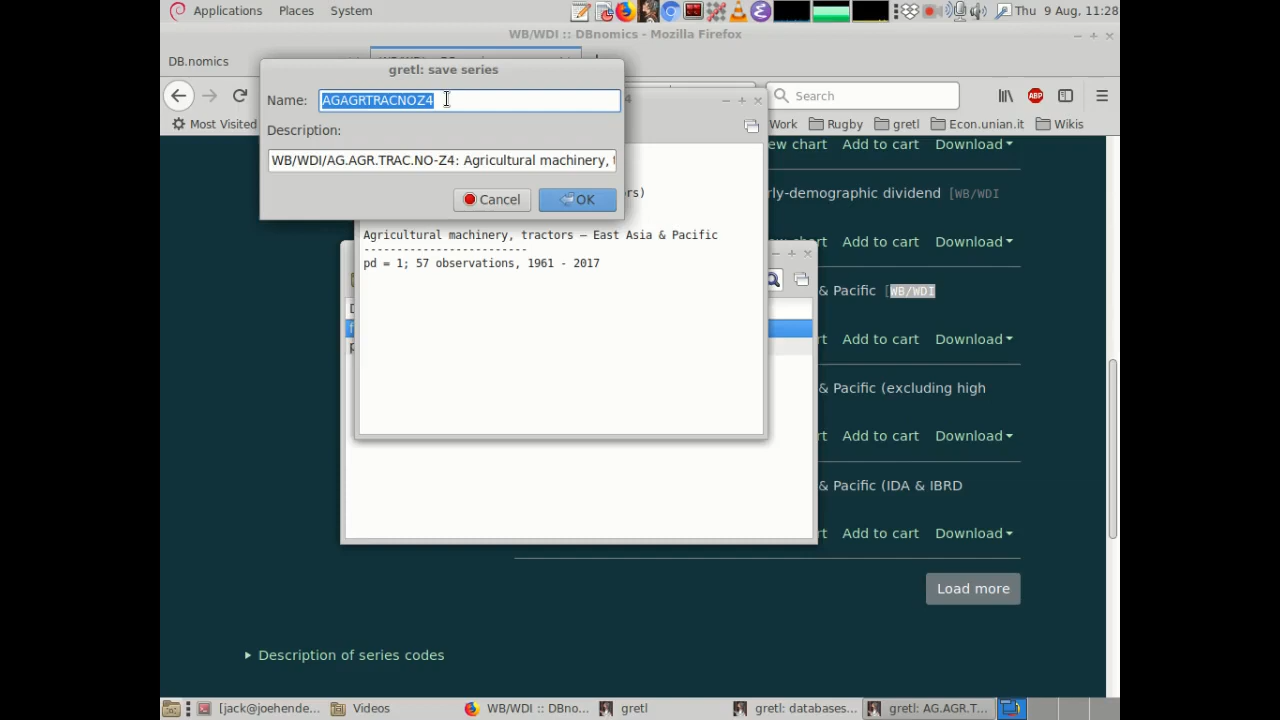 Applications Places System Thu 9 Aug, 11:28
WB/WDI :: DBnomics - Mozilla Firefox
DB.nomics
gretl: save series
Name: AGAGRTRACNOZ4
Description:
WB/WDI/AG.AGR.TRAC.NO-Z4: Agricultural machinery,
Cancel OK
4
Search ABP
Most Visited Work Rugby gretl Econ.unian.it Wikis
ew chart Add to cart Download
ors) rly-demographic dividend [WB/WDI
Agricultural machinery, tractors – East Asia & Pacific
------------------------
Add to cart Download
pd = 1; 57 observations, 1961 - 2017
& Pacific [WB/WDI
rt Add to cart Download
& Pacific (excluding high
rt Add to cart Download
& Pacific (IDA & IBRD
rt Add to cart Download
Load more
Description of series codes
[jack@joehende... Videos WB/WDI :: DBno... gretl gretl: databases... gretl: AG.AGR.T...